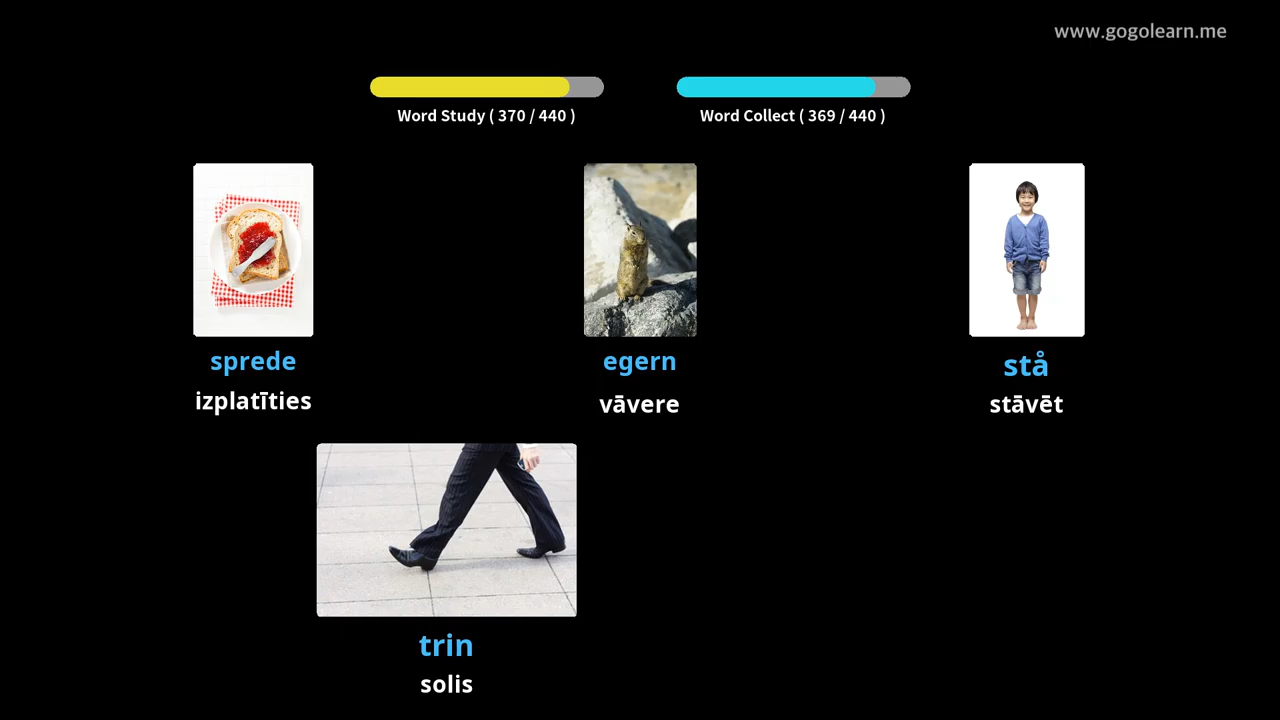 www.gogolearn.me
Word Study ( 370 / 440 )
Word Collect ( 369 / 440 )
sprede
izplatīties
egern
vāvere
stå
stāvēt
trin
solis